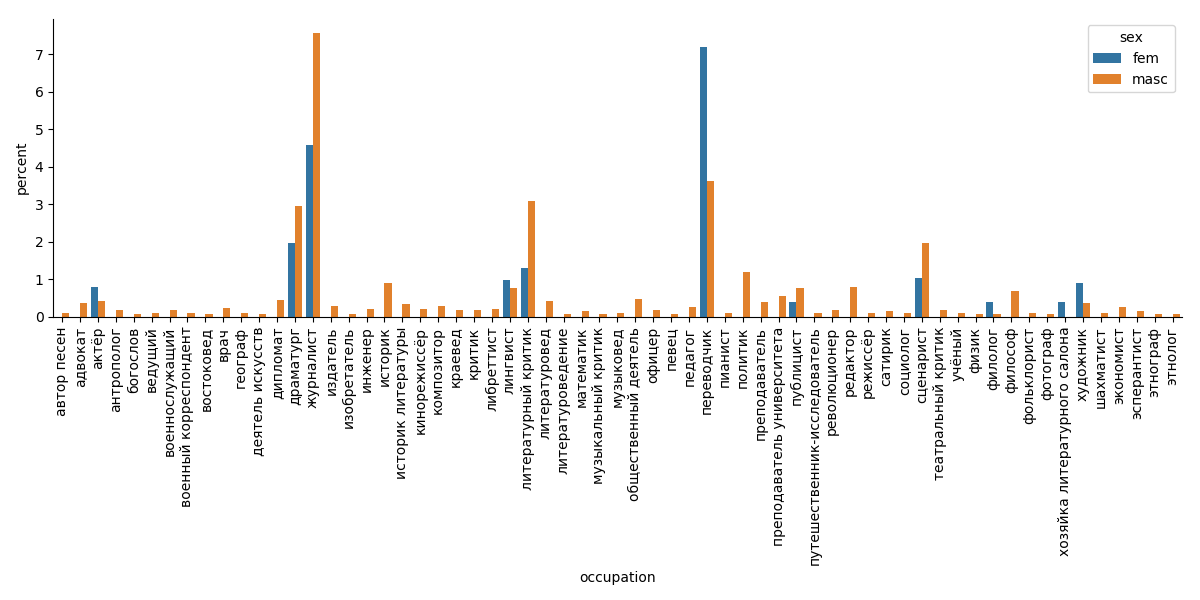 sex
fem
masc
percent
7
6
5
4
3
2
1
0
автор песен
адвокат
актёр
антрополог
богослов
ведущий
военнослужащий
военный корреспондент
востоковед
врач
географ
деятель искусств
дипломат
драматург
журналист
издатель
изобретатель
инженер
историк
историк литературы
кинорежиссёр
композитор
краевед
критик
либреттист
лингвист
литературный критик
литературовед
литературоведение
математик
музыкальный критик
музыковед
общественный деятель
офицер
певец
педагог
переводчик
пианист
политик
преподаватель
преподаватель университета
публицист
путешественник-исследователь
революционер
редактор
режиссёр
сатирик
социолог
сценарист
театральный критик
учёный
физик
филолог
философ
фольклорист
фотограф
хозяйка литературного салона
художник
шахматист
экономист
эсперантист
этнограф
этнолог
occupation